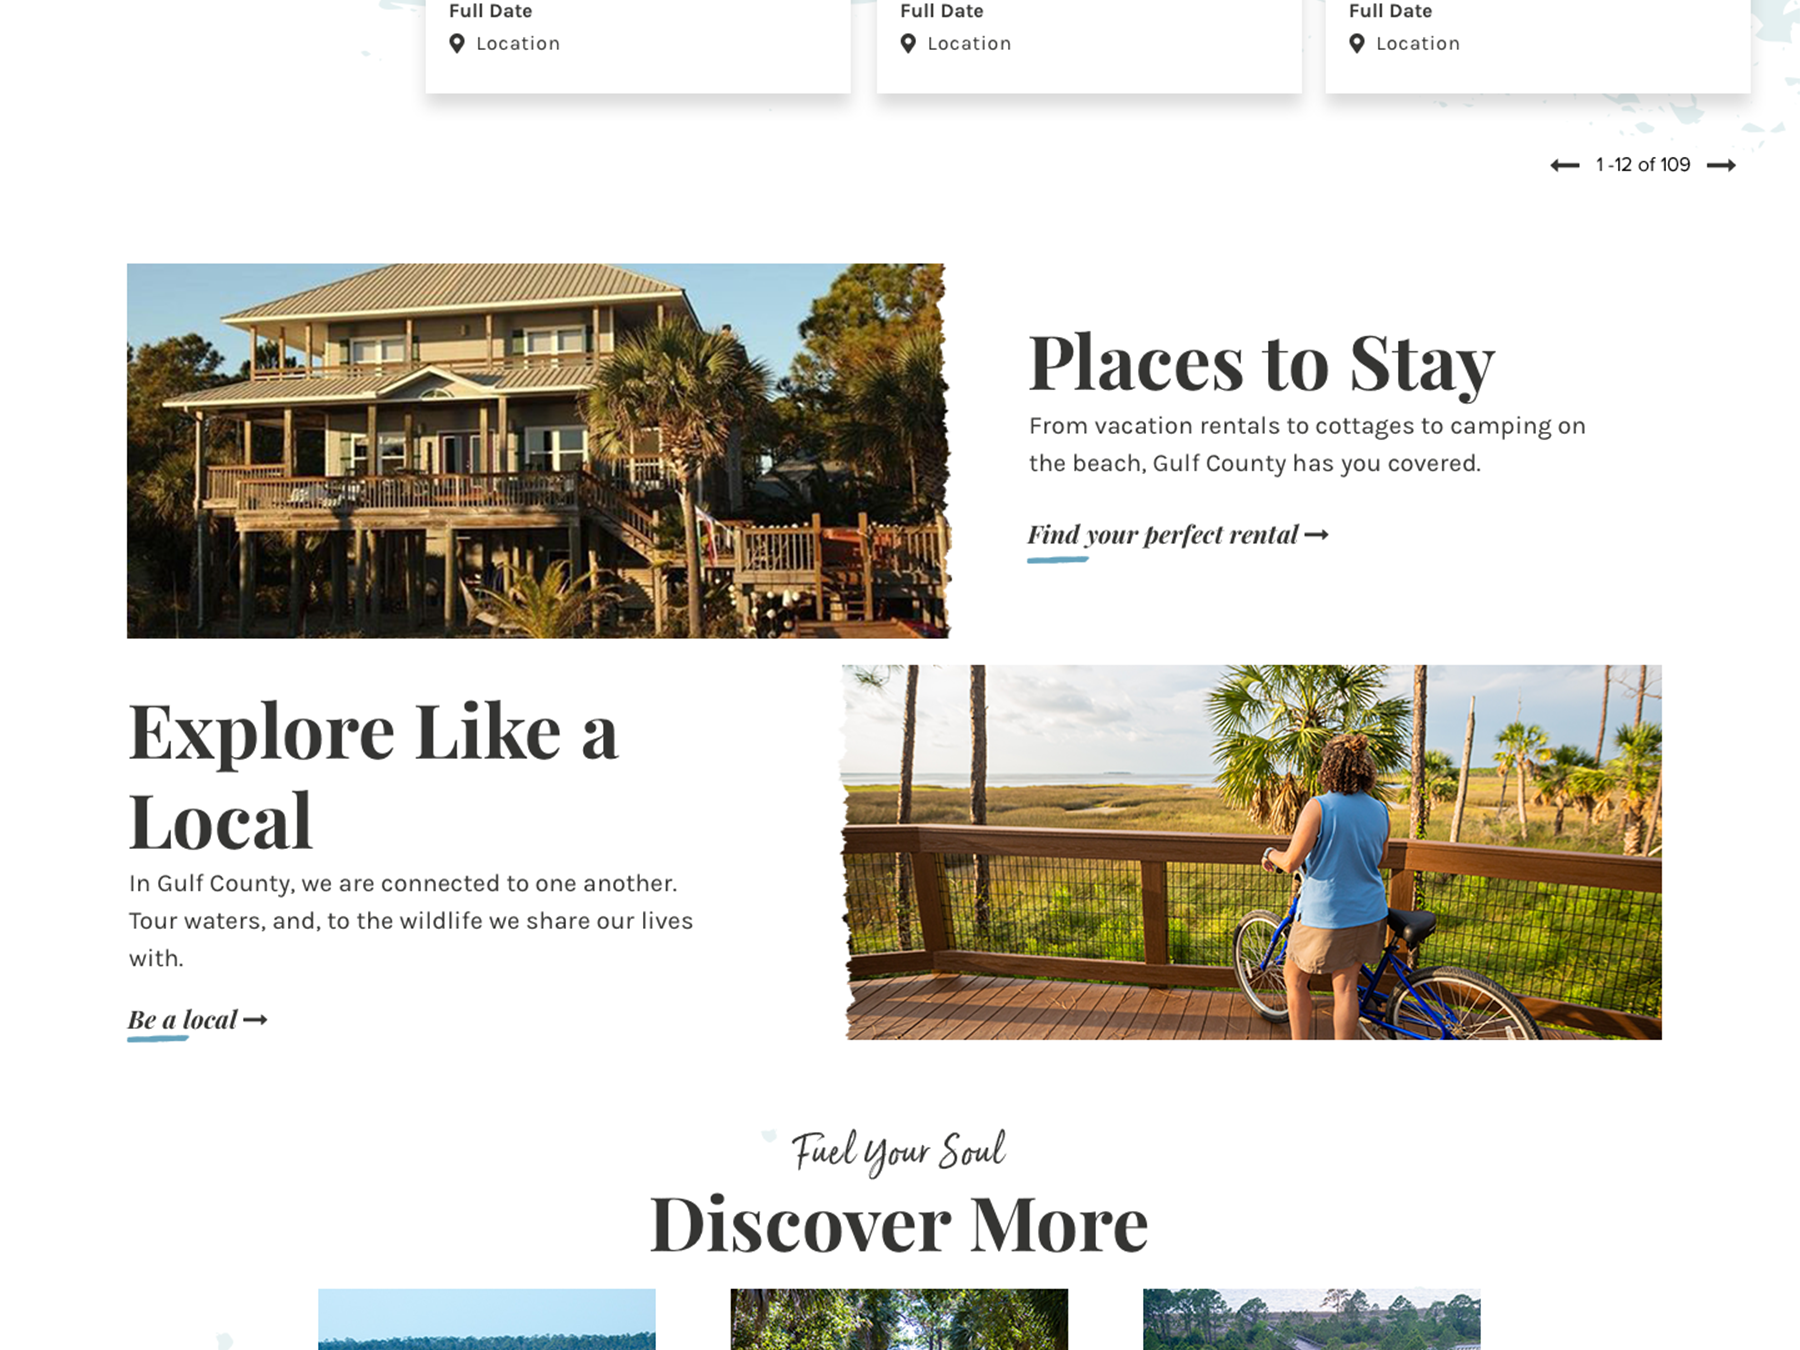 Full Date
Location
Full Date
Location
Full Date
Location
1 -12 of 109
Places to Stay
From vacation rentals to cottages to camping on
the beach, Gulf County has you covered.
Find your perfect rental
Explore Like a
Local
In Gulf County, we are connected to one another.
Tour waters, and, to the wildlife we share our lives
with.
Be a local
Fuel Your Soul
Discover More